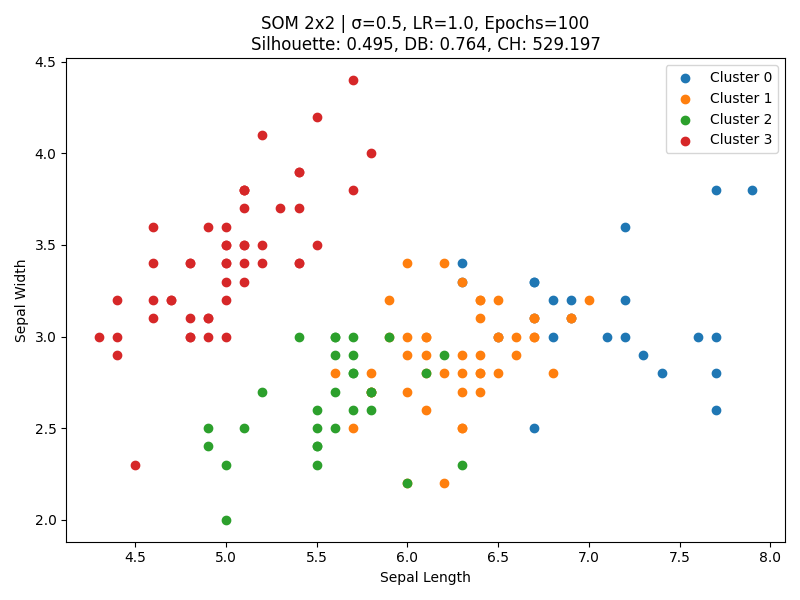 SOM 2x2 | σ=0.5, LR=1.0, Epochs=100
Silhouette: 0.495, DB: 0.764, CH: 529.197
Cluster 0
Cluster 1
Cluster 2
Cluster 3
4.5
4.0
3.5
3.0
2.5
2.0
Sepal Width
4.5 5.0 5.5 6.0 6.5 7.0 7.5 8.0
Sepal Length